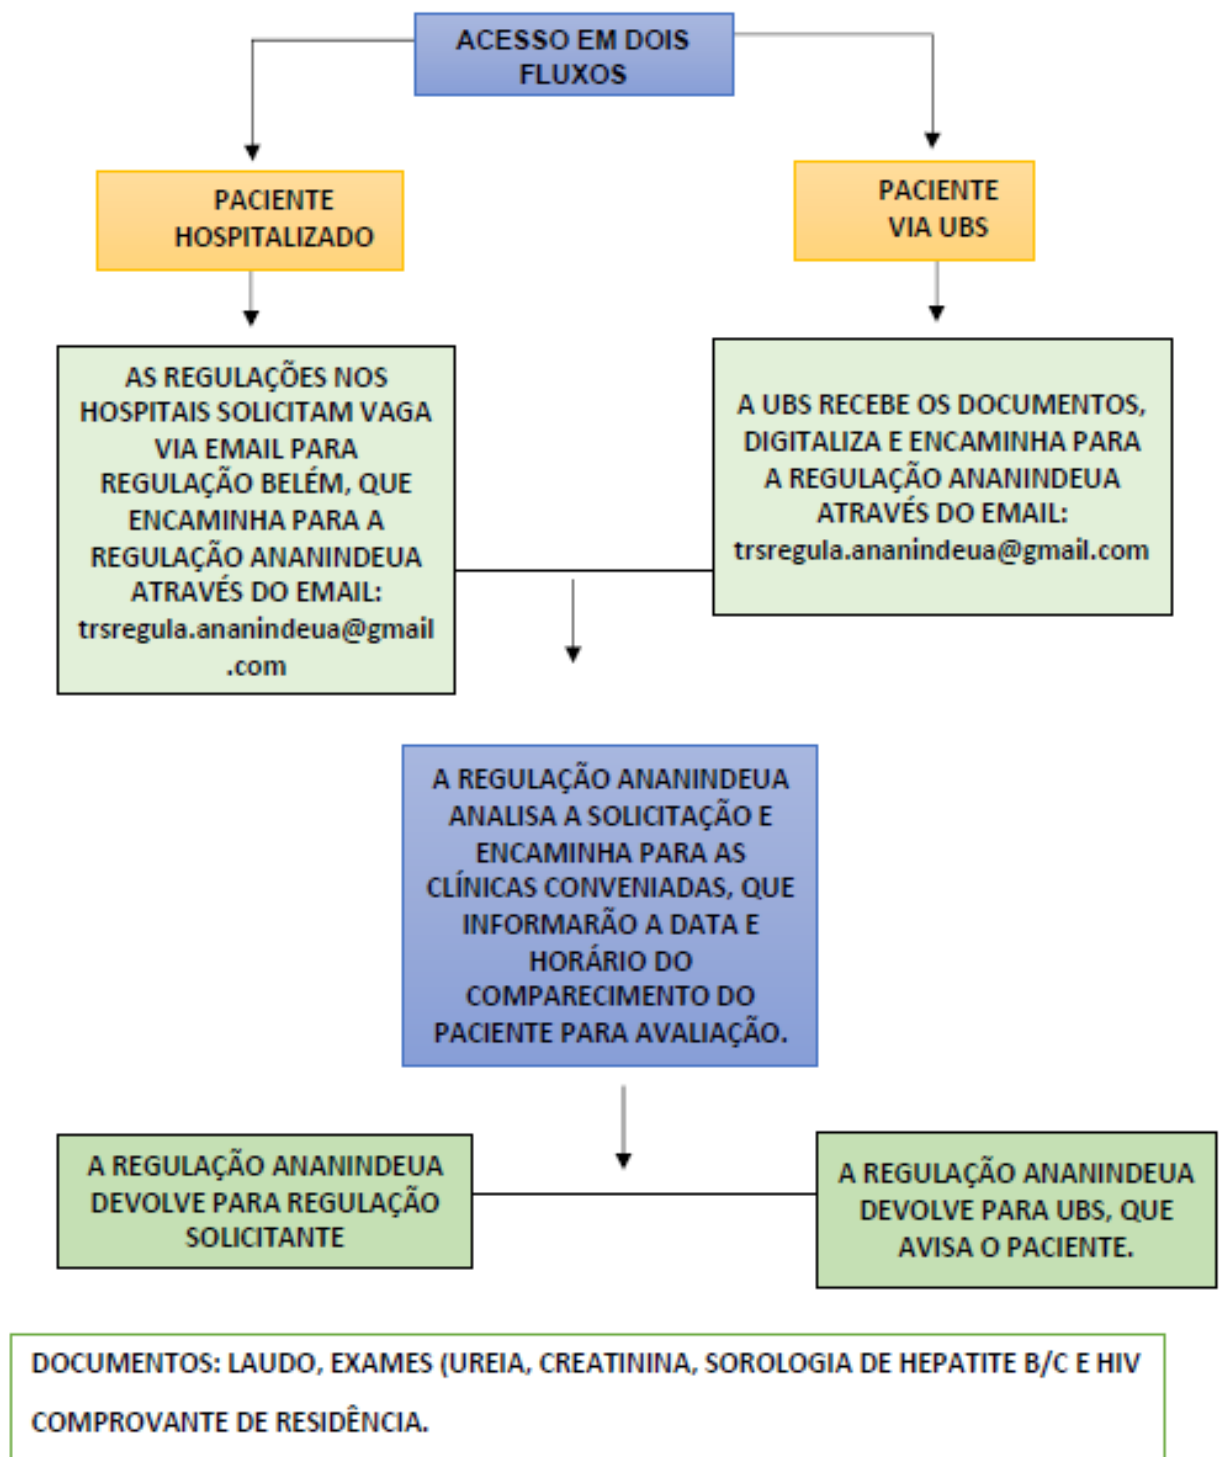 ACESSO EM DOIS
FLUXOS
PACIENTE
HOSPITALIZADO
PACIENTE
VIA UBS
AS REGULAÇÕES NOS
HOSPITAIS SOLICITAM VAGA
VIA EMAIL PARA
REGULAÇÃO BELÉM, QUE
ENCAMINHA PARA A
REGULAÇÃO ANANINDEUA
ATRAVÉS DO EMAIL:
trsregula.ananindeua@gmail
.com
A UBS RECEBE OS DOCUMENTOS,
DIGITALIZA E ENCAMINHA PARA
A REGULAÇÃO ANANINDEUA
ATRAVÉS DO EMAIL:
trsregula.ananindeua@gmail.com
A REGULAÇÃO ANANINDEUA
ANALISA A SOLICITAÇÃO E
ENCAMINHA PARA AS
CLÍNICAS CONVENIADAS, QUE
INFORMARÃO A DATA E
HORÁRIO DO
COMPARECIMENTO DO
PACIENTE PARA AVALIAÇÃO.
A REGULAÇÃO ANANINDEUA
DEVOLVE PARA REGULAÇÃO
SOLICITANTE
A REGULAÇÃO ANANINDEUA
DEVOLVE PARA UBS, QUE
AVISA O PACIENTE.
DOCUMENTOS: LAUDO, EXAMES (UREIA, CREATININA, SOROLOGIA DE HEPATITE B/C E HIV
COMPROVANTE DE RESIDÊNCIA.